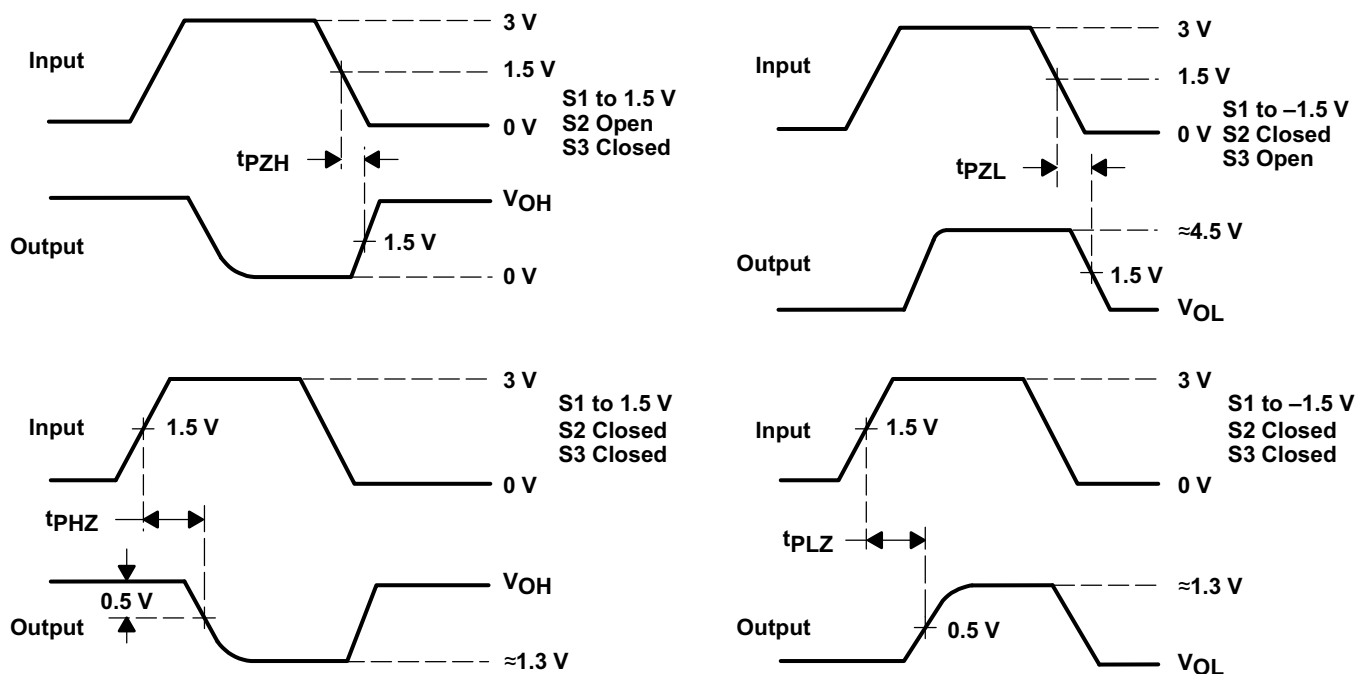 3 V
Input
1.5 V
S1 to 1.5 V
S2 Open
S3 Closed
0 V
tPZH
VOH
Output
1.5 V
0 V
3 V
Input
1.5 V
S1 to –1.5 V
S2 Closed
S3 Open
0 V
tPZL
≈4.5 V
Output
1.5 V
VOL
3 V
S1 to 1.5 V
S2 Closed
S3 Closed
Input
1.5 V
0 V
tPHZ
VOH
0.5 V
Output
≈1.3 V
3 V
S1 to –1.5 V
S2 Closed
S3 Closed
Input
1.5 V
0 V
tPLZ
≈1.3 V
Output
0.5 V
VOL